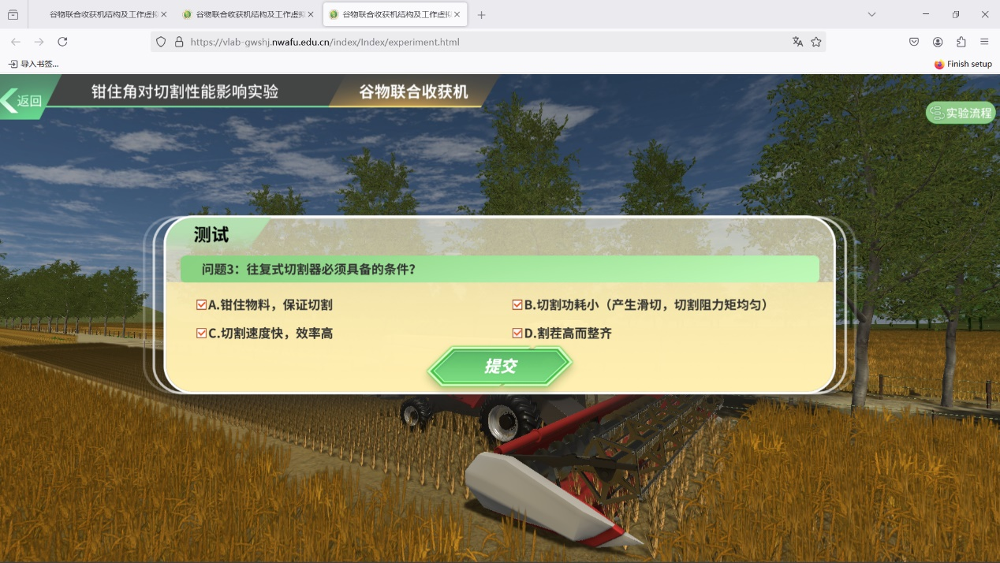 谷物联合收获机结构及工作虚拟
谷物联合收获机结构及工作虚拟
谷物联合收获机结构及工作虚拟
https://vlab-gwshj.nwafu.edu.cn/index/Index/experiment.html
导入书签...
Finish setup
返回
钳住角对切割性能影响实验
谷物联合收获机
实验流程
测试
问题3：往复式切割器必须具备的条件?
A.钳住物料，保证切割
B.切割功耗小（产生滑切，切割阻力矩均匀）
C.切割速度快，效率高
D.割茬高而整齐
提交